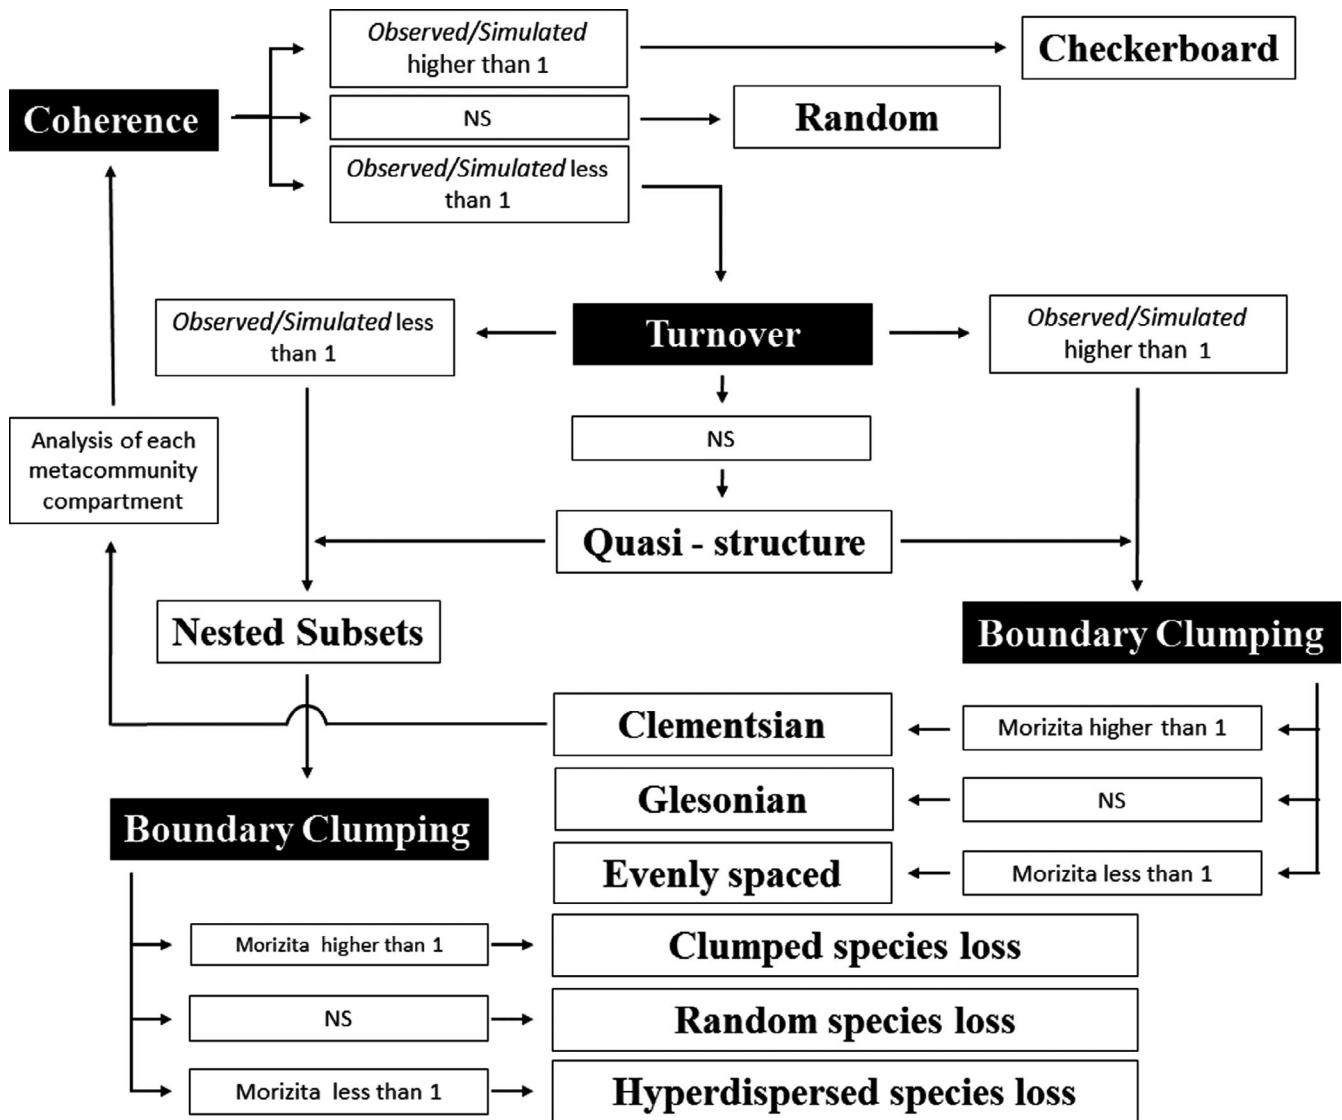 Observed/Simulated
higher than 1
Checkerboard
Coherence
NS
Random
Observed/Simulated less
than 1
Observed/Simulated less
than 1
Turnover
Observed/Simulated
higher than 1
Analysis of each
metacommunity
compartment
NS
Quasi - structure
Nested Subsets
Boundary Clumping
Clementsian
Morizita higher than 1
Glesonian
NS
Evenly spaced
Morizita less than 1
Boundary Clumping
Morizita higher than 1
Clumped species loss
NS
Random species loss
Morizita less than 1
Hyperdispersed species loss